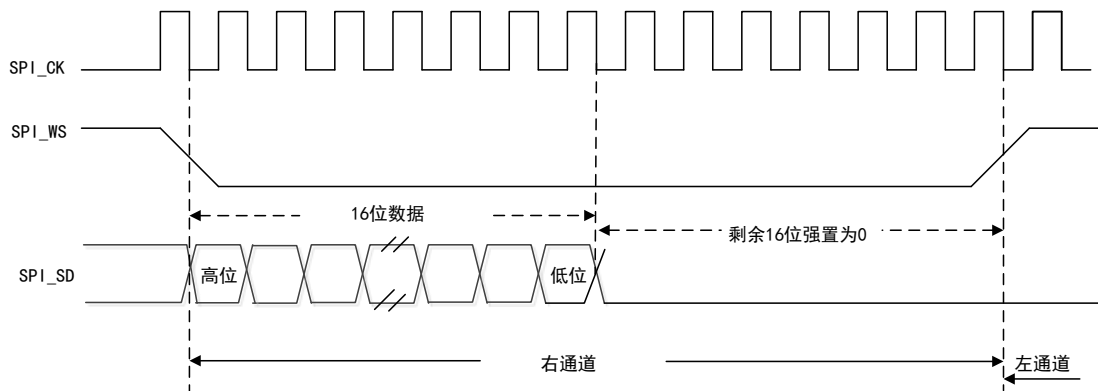 SPI_CK
SPI_WS
16位数据
剩余16位强置为0
SPI_SD
高位
低位
右通道
左通道